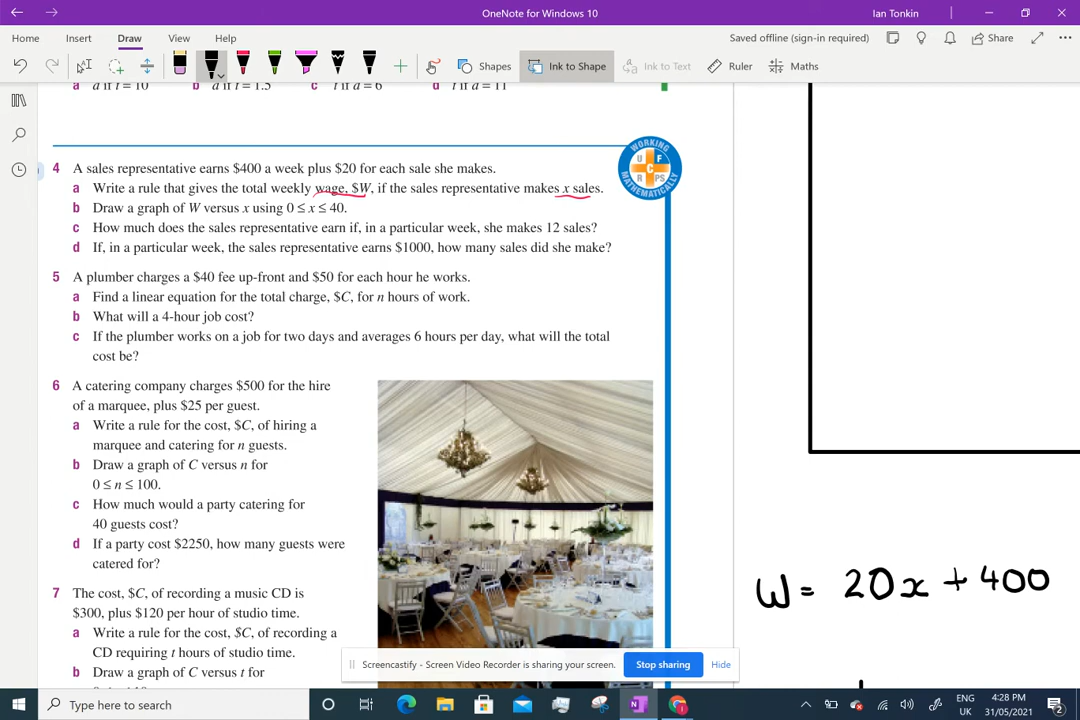 OneNote for Windows 10
Ian Tonkin
Home Insert Draw View Help
Saved offline (sign-in required) Share
Shapes Ink to Shape Ink to Text Ruler Maths
a a if t = 10 b a if t = 1.5 c t if a = 6 d t if a = 11
WORKING MATHEMATICALLY
U F C R PS
4 A sales representative earns $400 a week plus $20 for each sale she makes.
a Write a rule that gives the total weekly wage, $W, if the sales representative makes x sales.
b Draw a graph of W versus x using 0 ≤ x ≤ 40.
c How much does the sales representative earn if, in a particular week, she makes 12 sales?
d If, in a particular week, the sales representative earns $1000, how many sales did she make?
5 A plumber charges a $40 fee up-front and $50 for each hour he works.
a Find a linear equation for the total charge, $C, for n hours of work.
b What will a 4-hour job cost?
c If the plumber works on a job for two days and averages 6 hours per day, what will the total
cost be?
6 A catering company charges $500 for the hire
of a marquee, plus $25 per guest.
a Write a rule for the cost, $C, of hiring a
marquee and catering for n guests.
b Draw a graph of C versus n for
0 ≤ n ≤ 100.
c How much would a party catering for
40 guests cost?
d If a party cost $2250, how many guests were
catered for?
7 The cost, $C, of recording a music CD is
$300, plus $120 per hour of studio time.
a Write a rule for the cost, $C, of recording a
CD requiring t hours of studio time.
b Draw a graph of C versus t for
W = 20x + 400
Screencastify - Screen Video Recorder is sharing your screen. Stop sharing Hide
Type here to search
ENG
UK
4:28 PM
31/05/2021
2